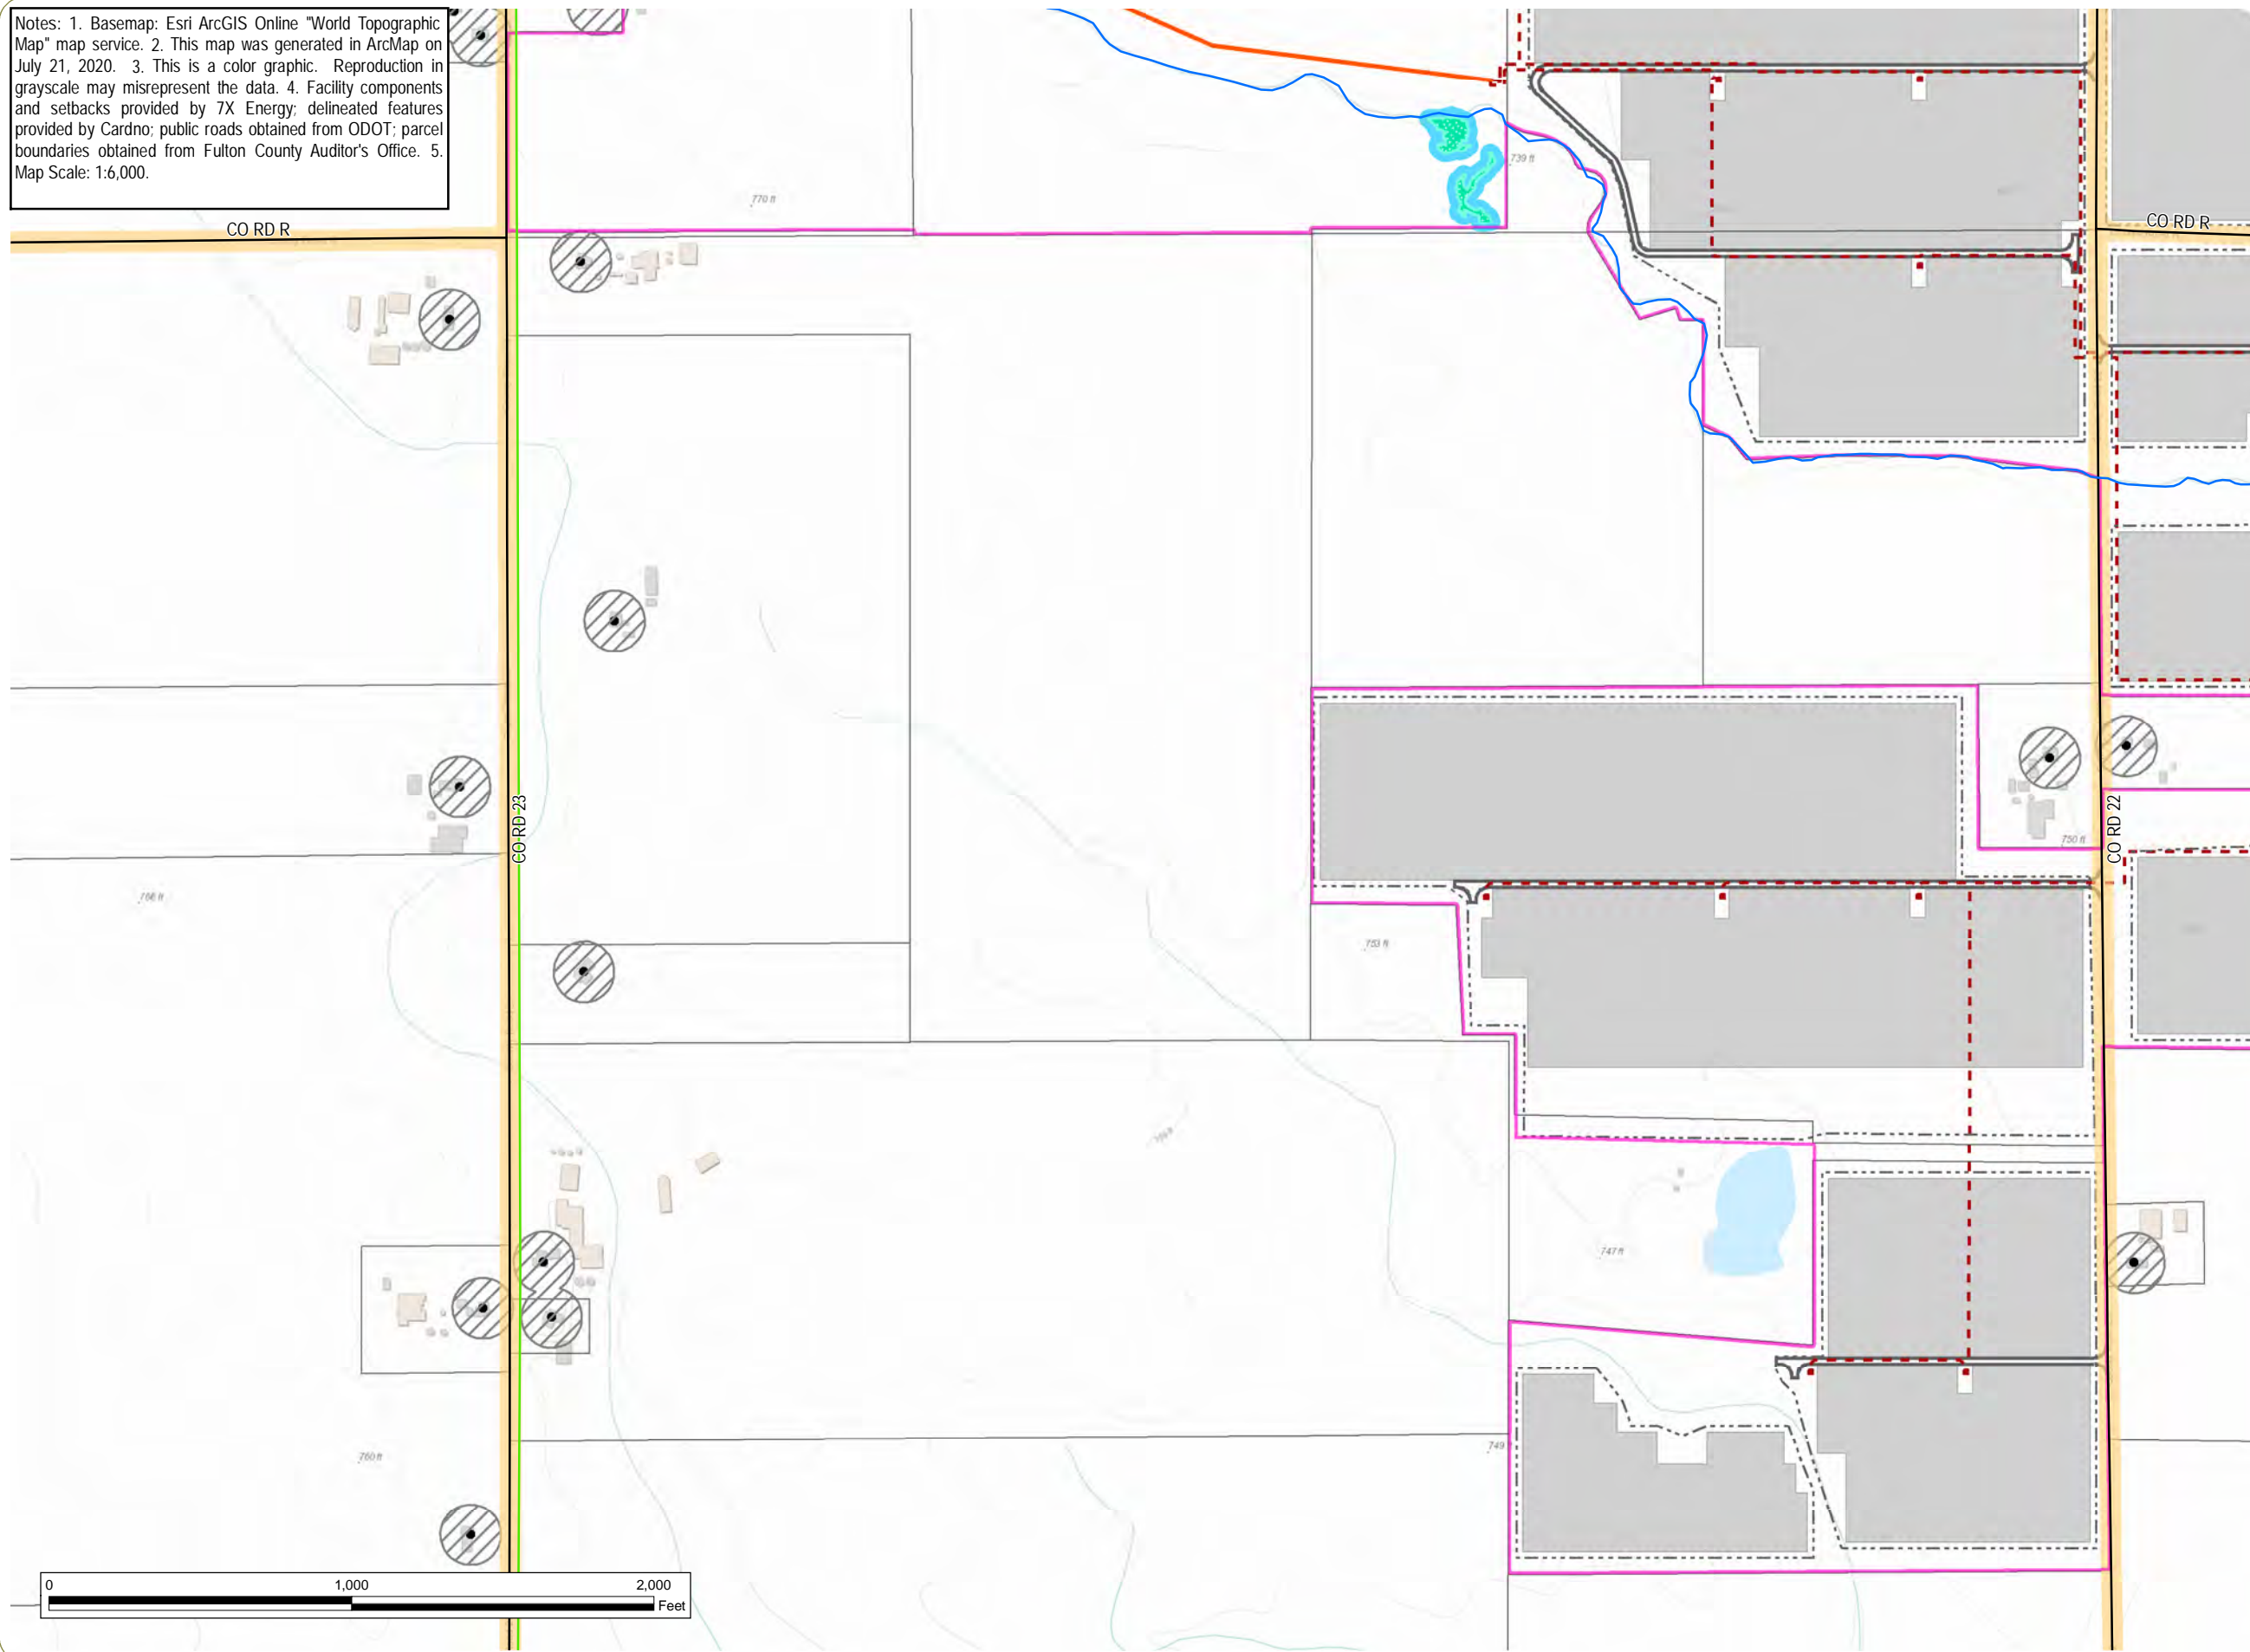 Notes: 1. Basemap: Esri ArcGIS Online "World Topographic
Map" map service. 2. This map was generated in ArcMap on
July 21, 2020. 3. This is a color graphic. Reproduction in
grayscale may misrepresent the data. 4. Facility components
and setbacks provided by 7X Energy; delineated features
provided by Cardno; public roads obtained from ODOT; parcel
boundaries obtained from Fulton County Auditor's Office. 5.
Map Scale: 1:6,000.
739 ft
770 ft
CO RD R
CO RD R
CO RD 23
CO RD 22
750 ft
753 ft
747 ft
749
760 ft
0 1,000 2,000
Feet